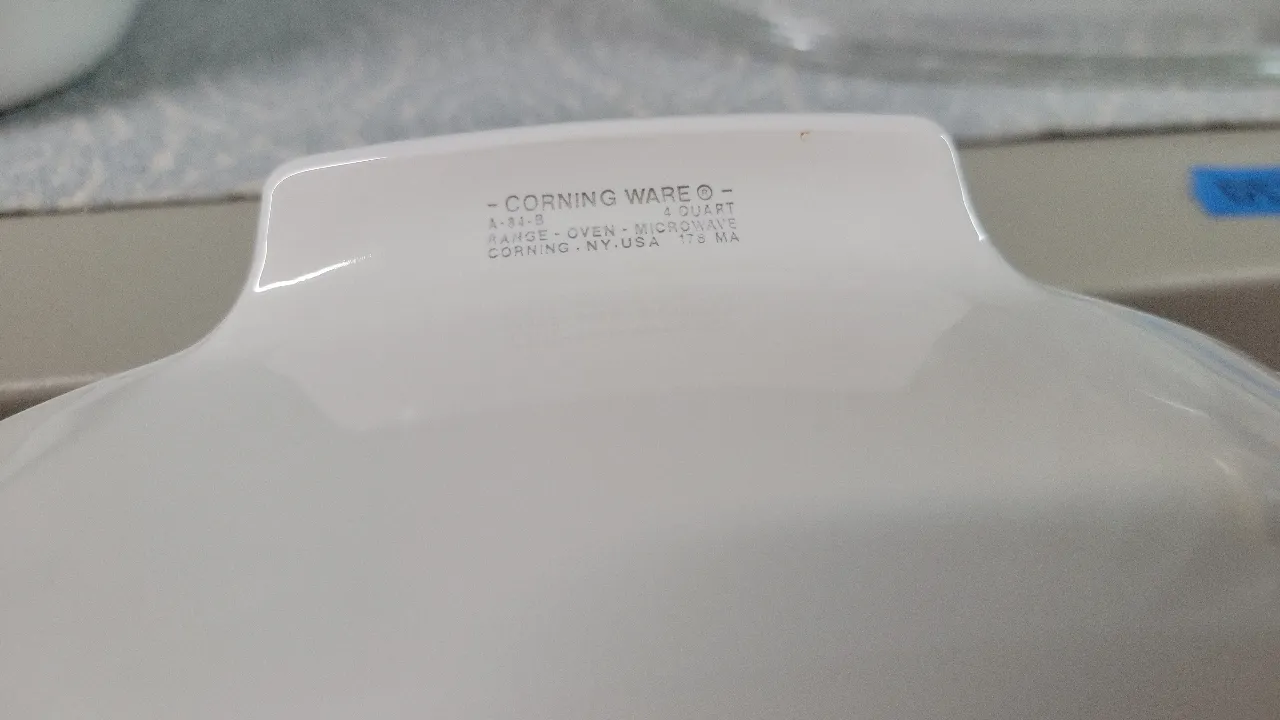 - CORNING WARE ® -
A-84-B 4 QUART
RANGE - OVEN - MICROWAVE
CORNING · NY · USA 178 MA